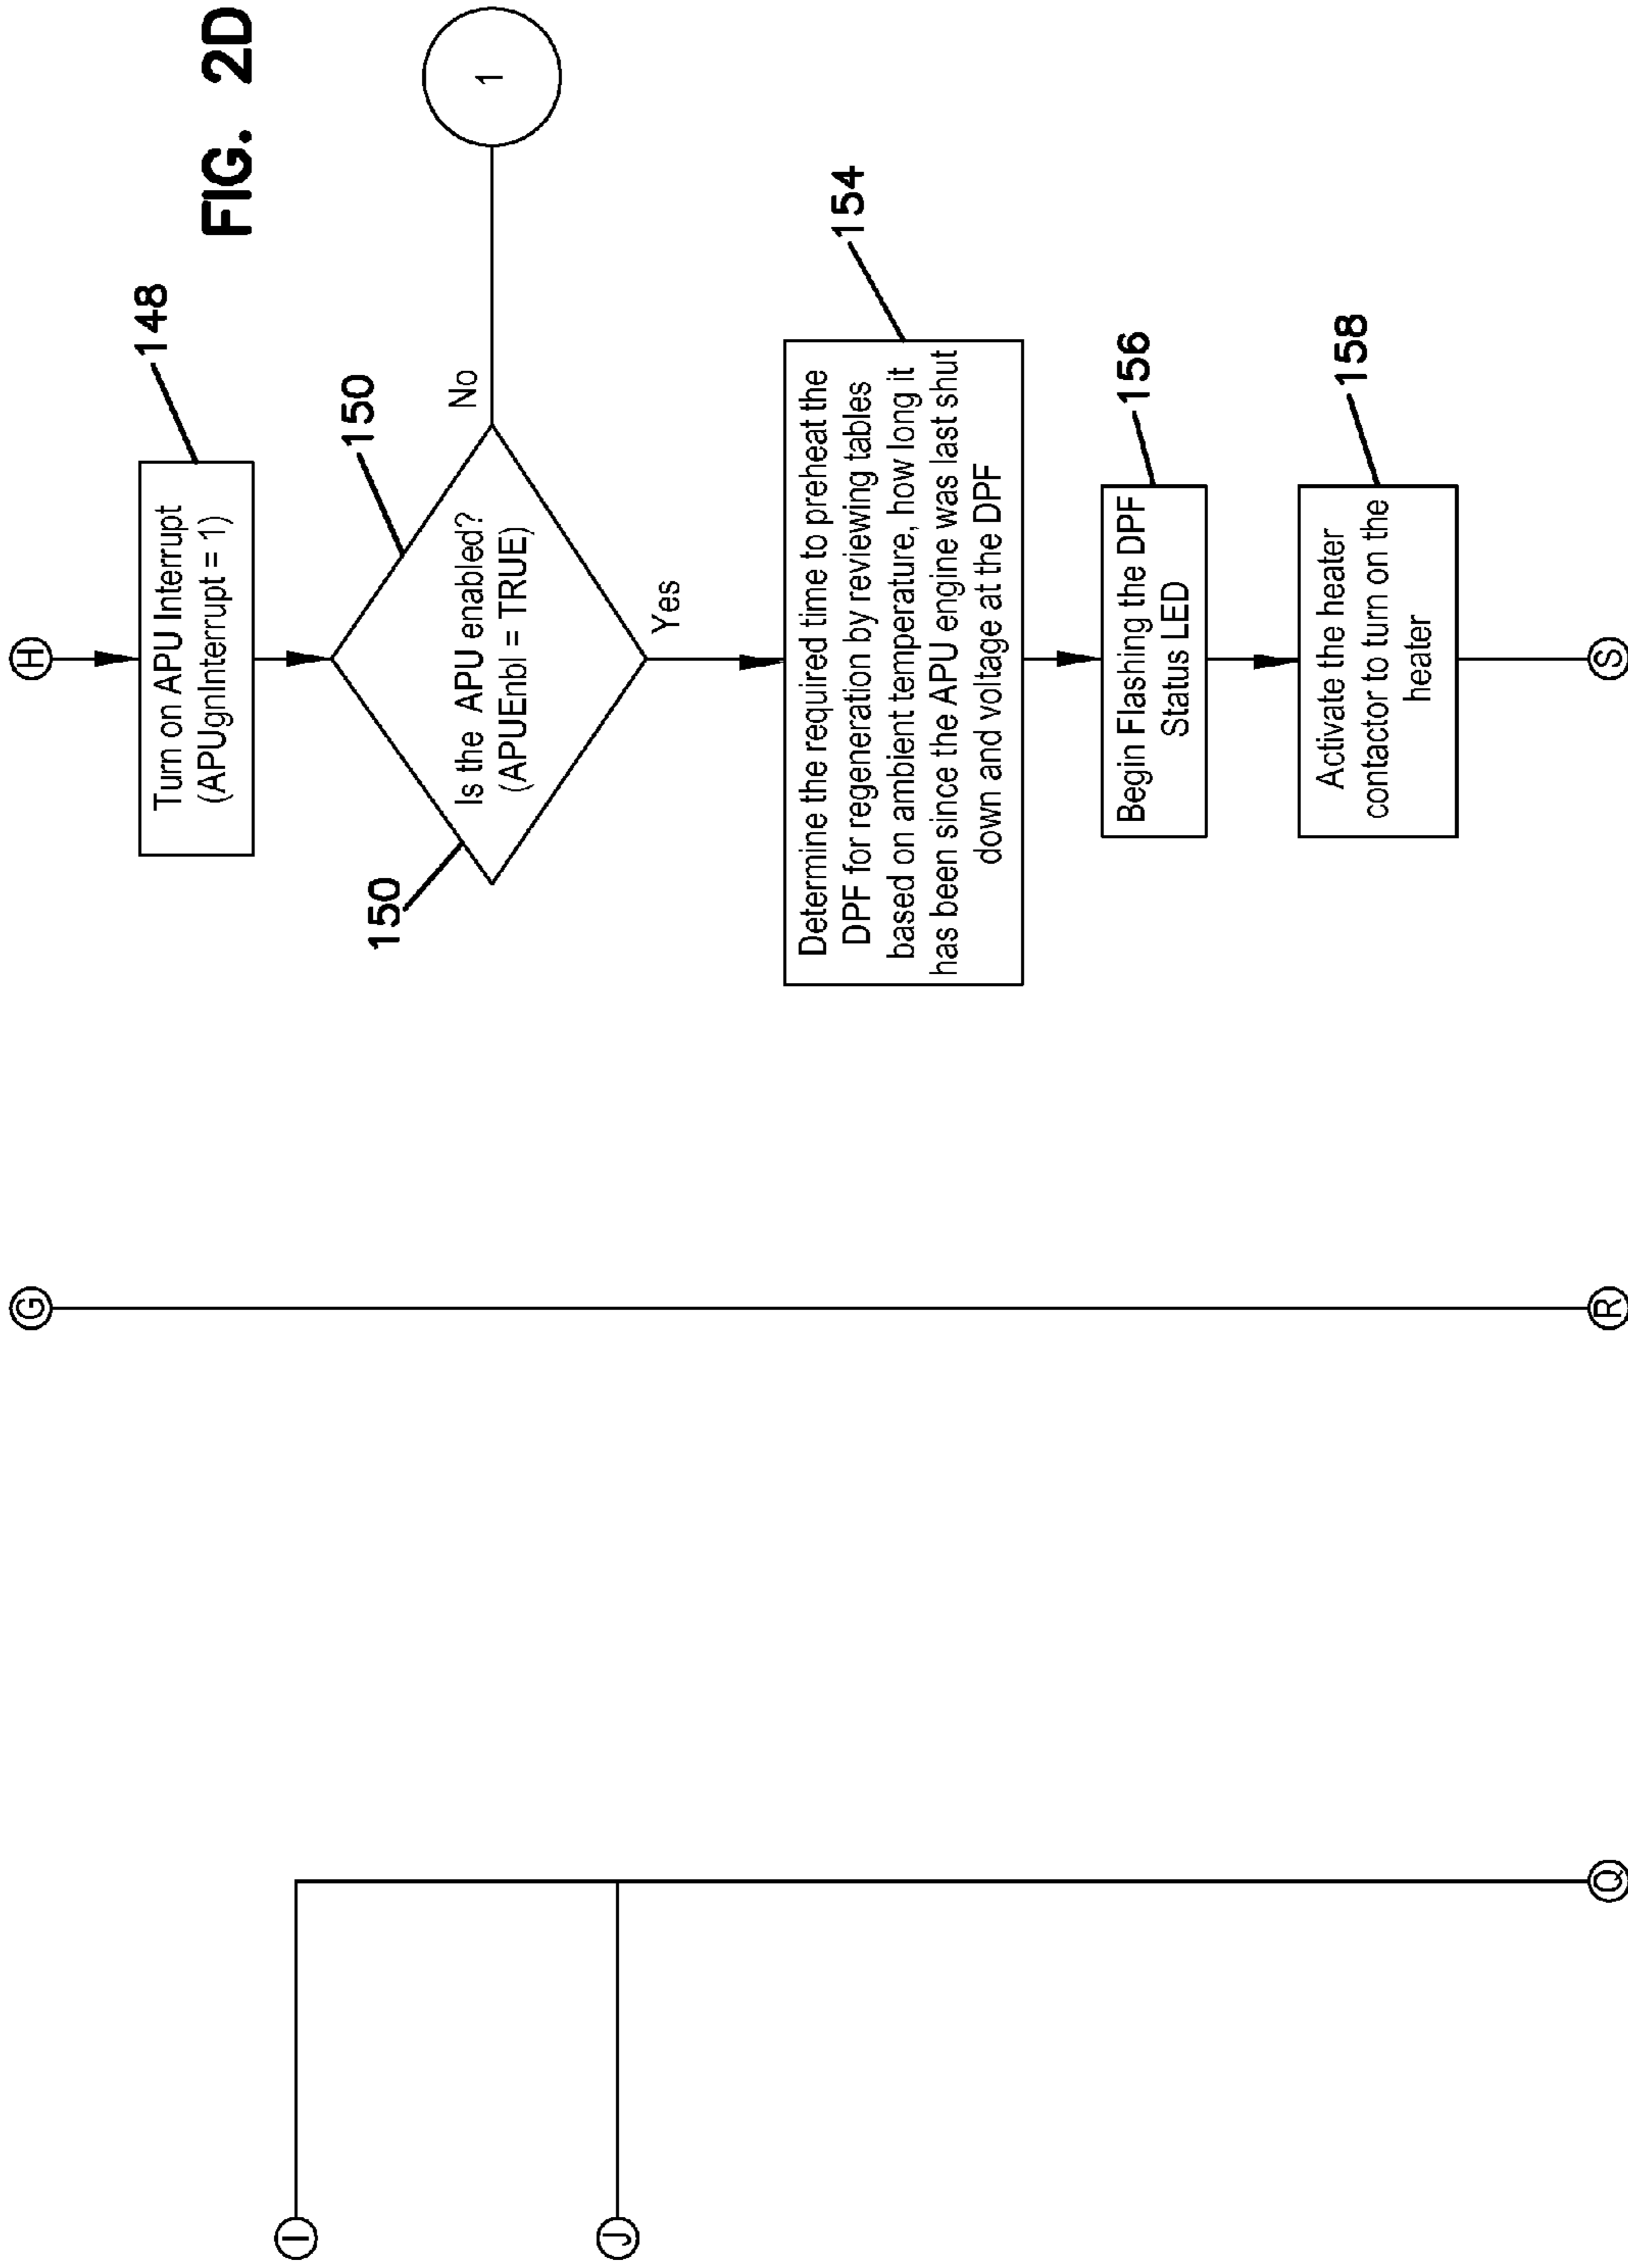 FIG. 2D
H
148
Turn on APU Interrupt
(APUgnInterrupt = 1)
150
150
Is the APU enabled?
(APUEnbl = TRUE)
No
1
Yes
154
Determine the required time to preheat the
DPF for regeneration by reviewing tables
based on ambient temperature, how long it
has been since the APU engine was last shut
down and voltage at the DPF
156
Begin Flashing the DPF
Status LED
158
Activate the heater
contactor to turn on the
heater
S
G
R
I
J
Q